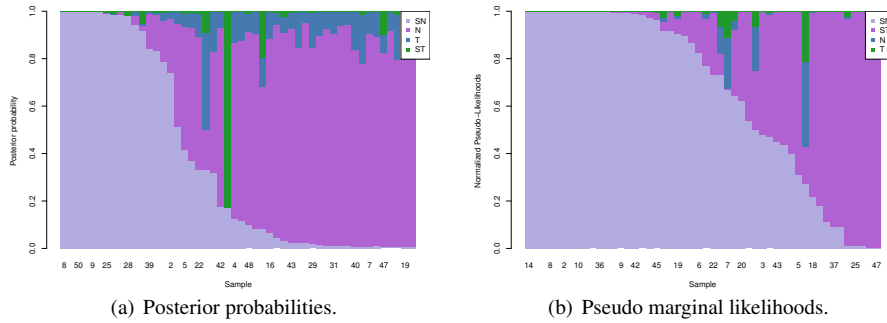 1.0
0.8
0.6
0.4
0.2
0.0
Posterior probability
SN
N
T
ST
8 50 9 25 28 39 2 5 22 42 4 48 16 43 29 31 40 7 47 19
Sample
(a) Posterior probabilities.
1.0
0.8
0.6
0.4
0.2
0.0
Normalized Pseudo-Likelihoods
ST
N
T
14 8 2 10 36 9 42 45 19 6 22 7 20 3 43 5 18 37 25 47
Sample
(b) Pseudo marginal likelihoods.